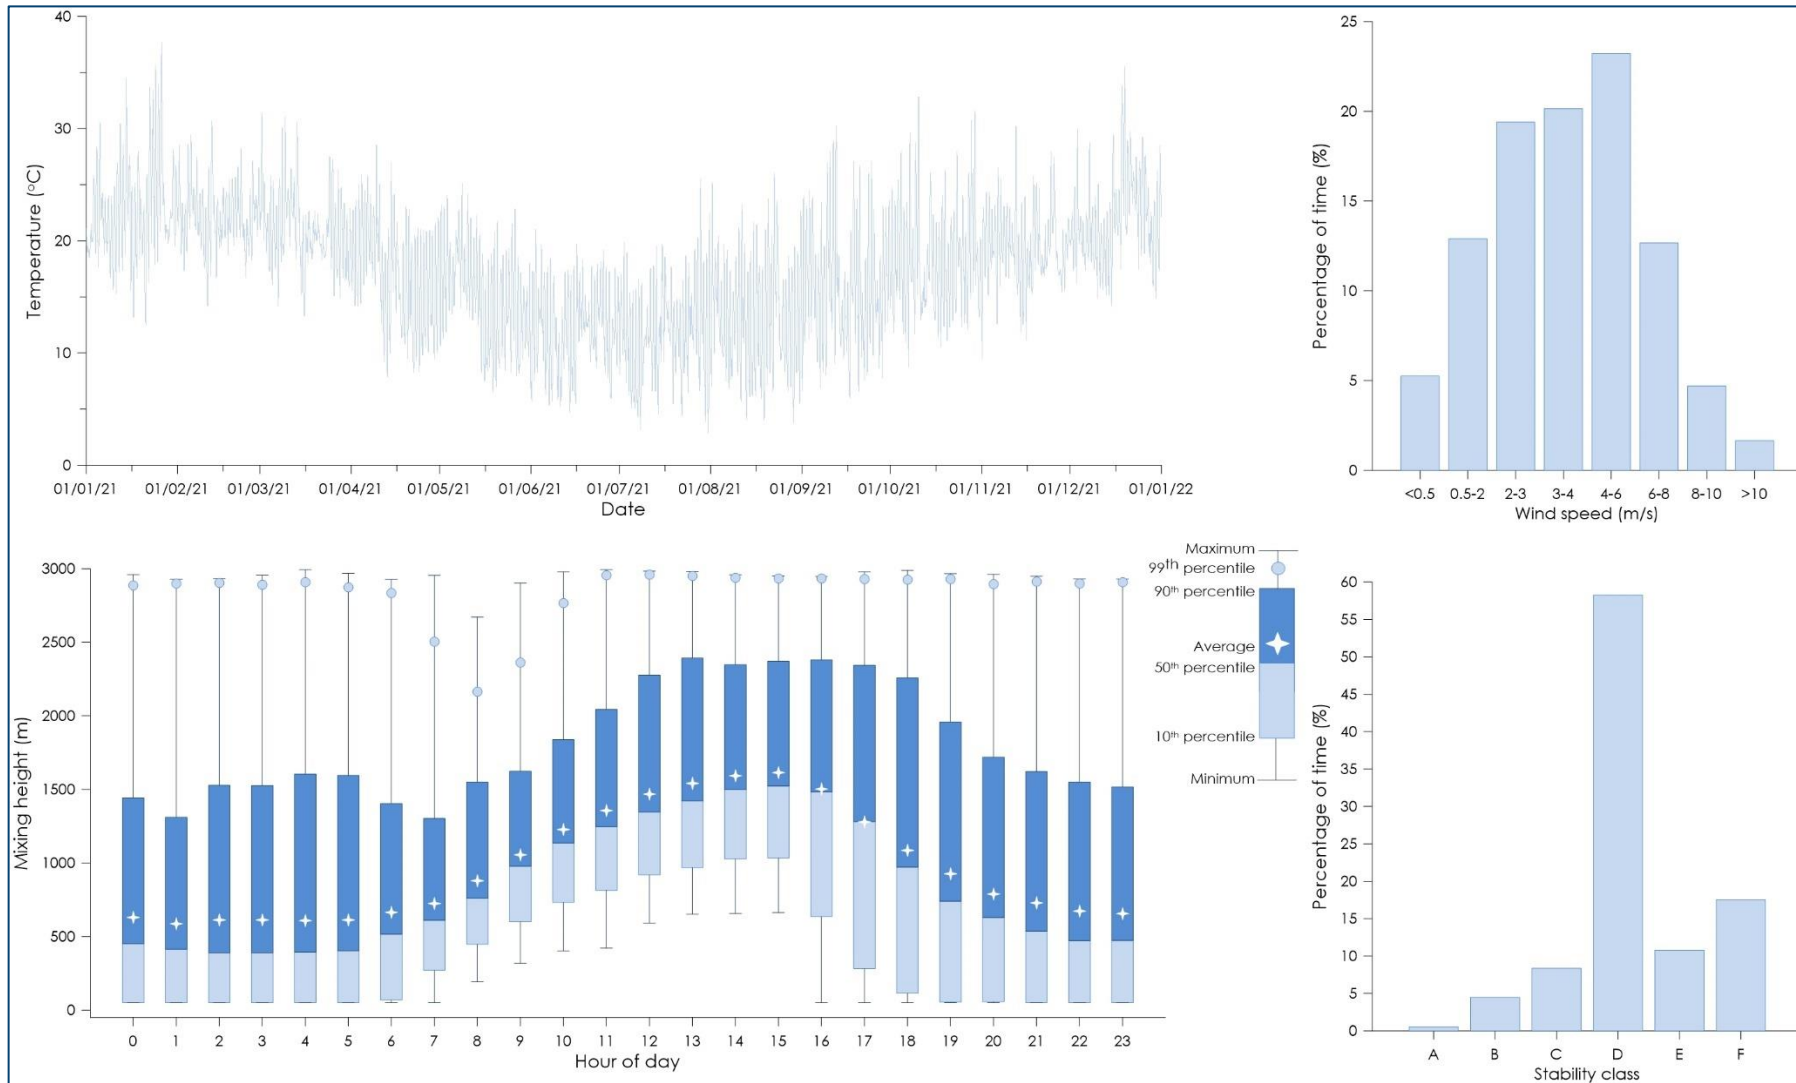 40
30
20
10
0
Temperature (°C)
01/01/21 01/02/21 01/03/21 01/04/21 01/05/21 01/06/21 01/07/21 01/08/21 01/09/21 01/10/21 01/11/21 01/12/21 01/01/22
Date
25
20
15
10
5
0
Percentage of time (%)
<0.5 0.5-2 2-3 3-4 4-6 6-8 8-10 >10
Wind speed (m/s)
3000
2500
2000
1500
1000
500
0
Mixing height (m)
0 1 2 3 4 5 6 7 8 9 10 11 12 13 14 15 16 17 18 19 20 21 22 23
Hour of day
Maximum
99th percentile
90th percentile
Average
50th percentile
10th percentile
Minimum
60
55
50
45
40
35
30
25
20
15
10
5
0
Percentage of time (%)
A B C D E F
Stability class